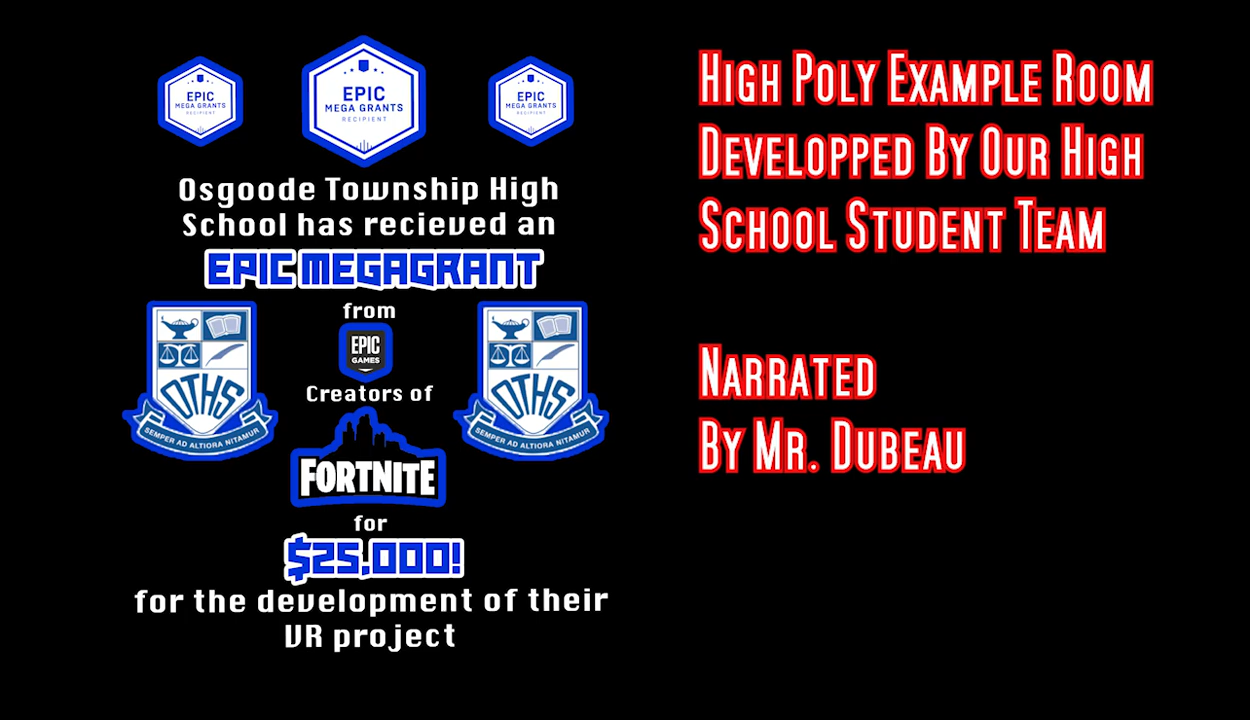 EPIC
MEGA GRANTS
RECIPIENT
EPIC
MEGA GRANTS
RECIPIENT
EPIC
MEGA GRANTS
RECIPIENT
Osgoode Township High
School has recieved an
EPIC MEGAGRANT
from
EPIC
GAMES
OTHS
SEMPER AD ALTIORA NITAMUR
OTHS
SEMPER AD ALTIORA NITAMUR
Creators of
FORTNITE
for
$25,000!
for the development of their
VR project
High Poly Example Room
Developped By Our High
School Student Team
Narrated
By Mr. Dubeau